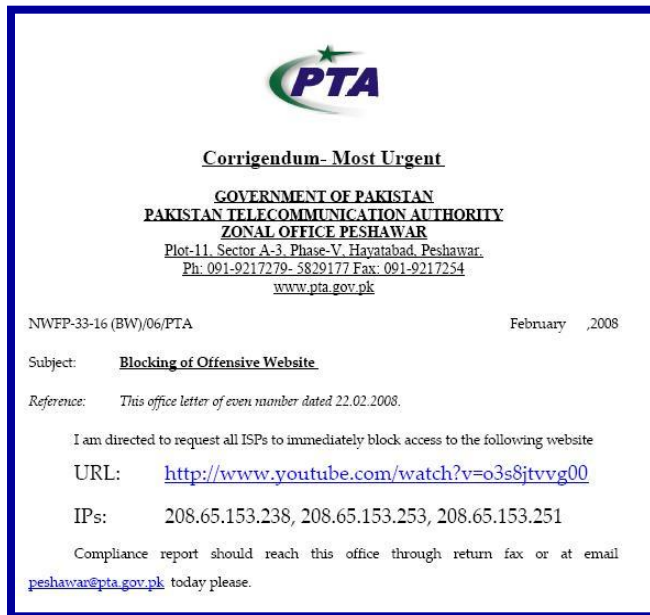 PTA
Corrigendum- Most Urgent
GOVERNMENT OF PAKISTAN
PAKISTAN TELECOMMUNICATION AUTHORITY
ZONAL OFFICE PESHAWAR
Plot-11, Sector A-3, Phase-V, Hayatabad, Peshawar.
Ph: 091-9217279- 5829177 Fax: 091-9217254
www.pta.gov.pk
NWFP-33-16 (BW)/06/PTA February ,2008
Subject: Blocking of Offensive Website
Reference: This office letter of even number dated 22.02.2008.
I am directed to request all ISPs to immediately block access to the following website
URL: http://www.youtube.com/watch?v=o3s8jtvvg00
IPs: 208.65.153.238, 208.65.153.253, 208.65.153.251
Compliance report should reach this office through return fax or at email
peshawar@pta.gov.pk today please.